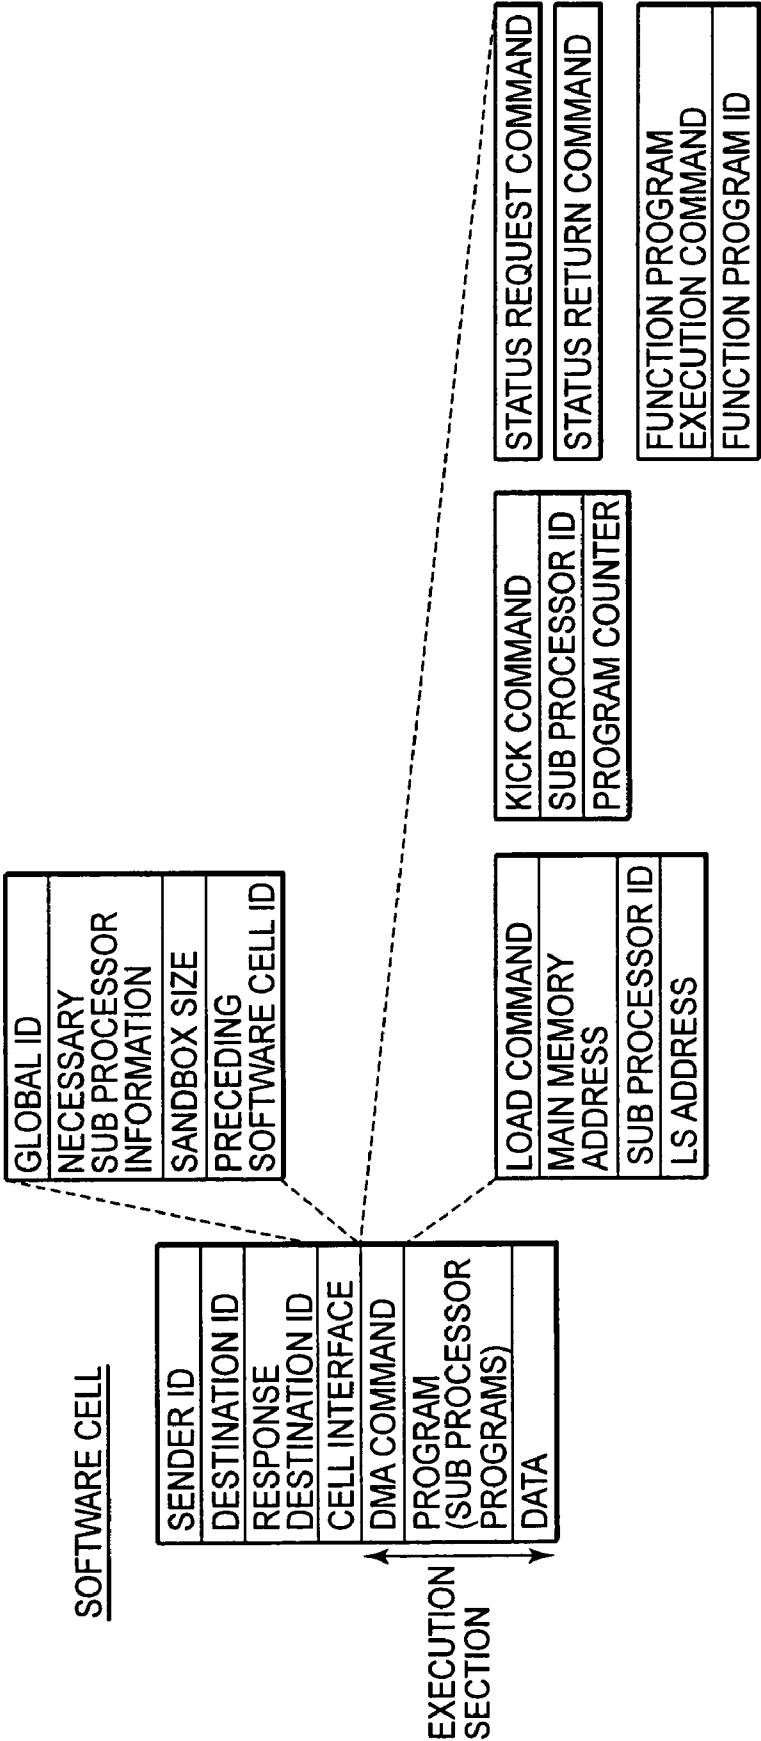 SOFTWARE CELL
SENDER ID
DESTINATION ID
RESPONSE
DESTINATION ID
CELL INTERFACE
DMA COMMAND
PROGRAM
(SUB PROCESSOR
PROGRAMS)
DATA
EXECUTION
SECTION
GLOBAL ID
NECESSARY
SUB PROCESSOR
INFORMATION
SANDBOX SIZE
PRECEDING
SOFTWARE CELL ID
LOAD COMMAND
MAIN MEMORY
ADDRESS
SUB PROCESSOR ID
LS ADDRESS
KICK COMMAND
SUB PROCESSOR ID
PROGRAM COUNTER
STATUS REQUEST COMMAND
STATUS RETURN COMMAND
FUNCTION PROGRAM
EXECUTION COMMAND
FUNCTION PROGRAM ID